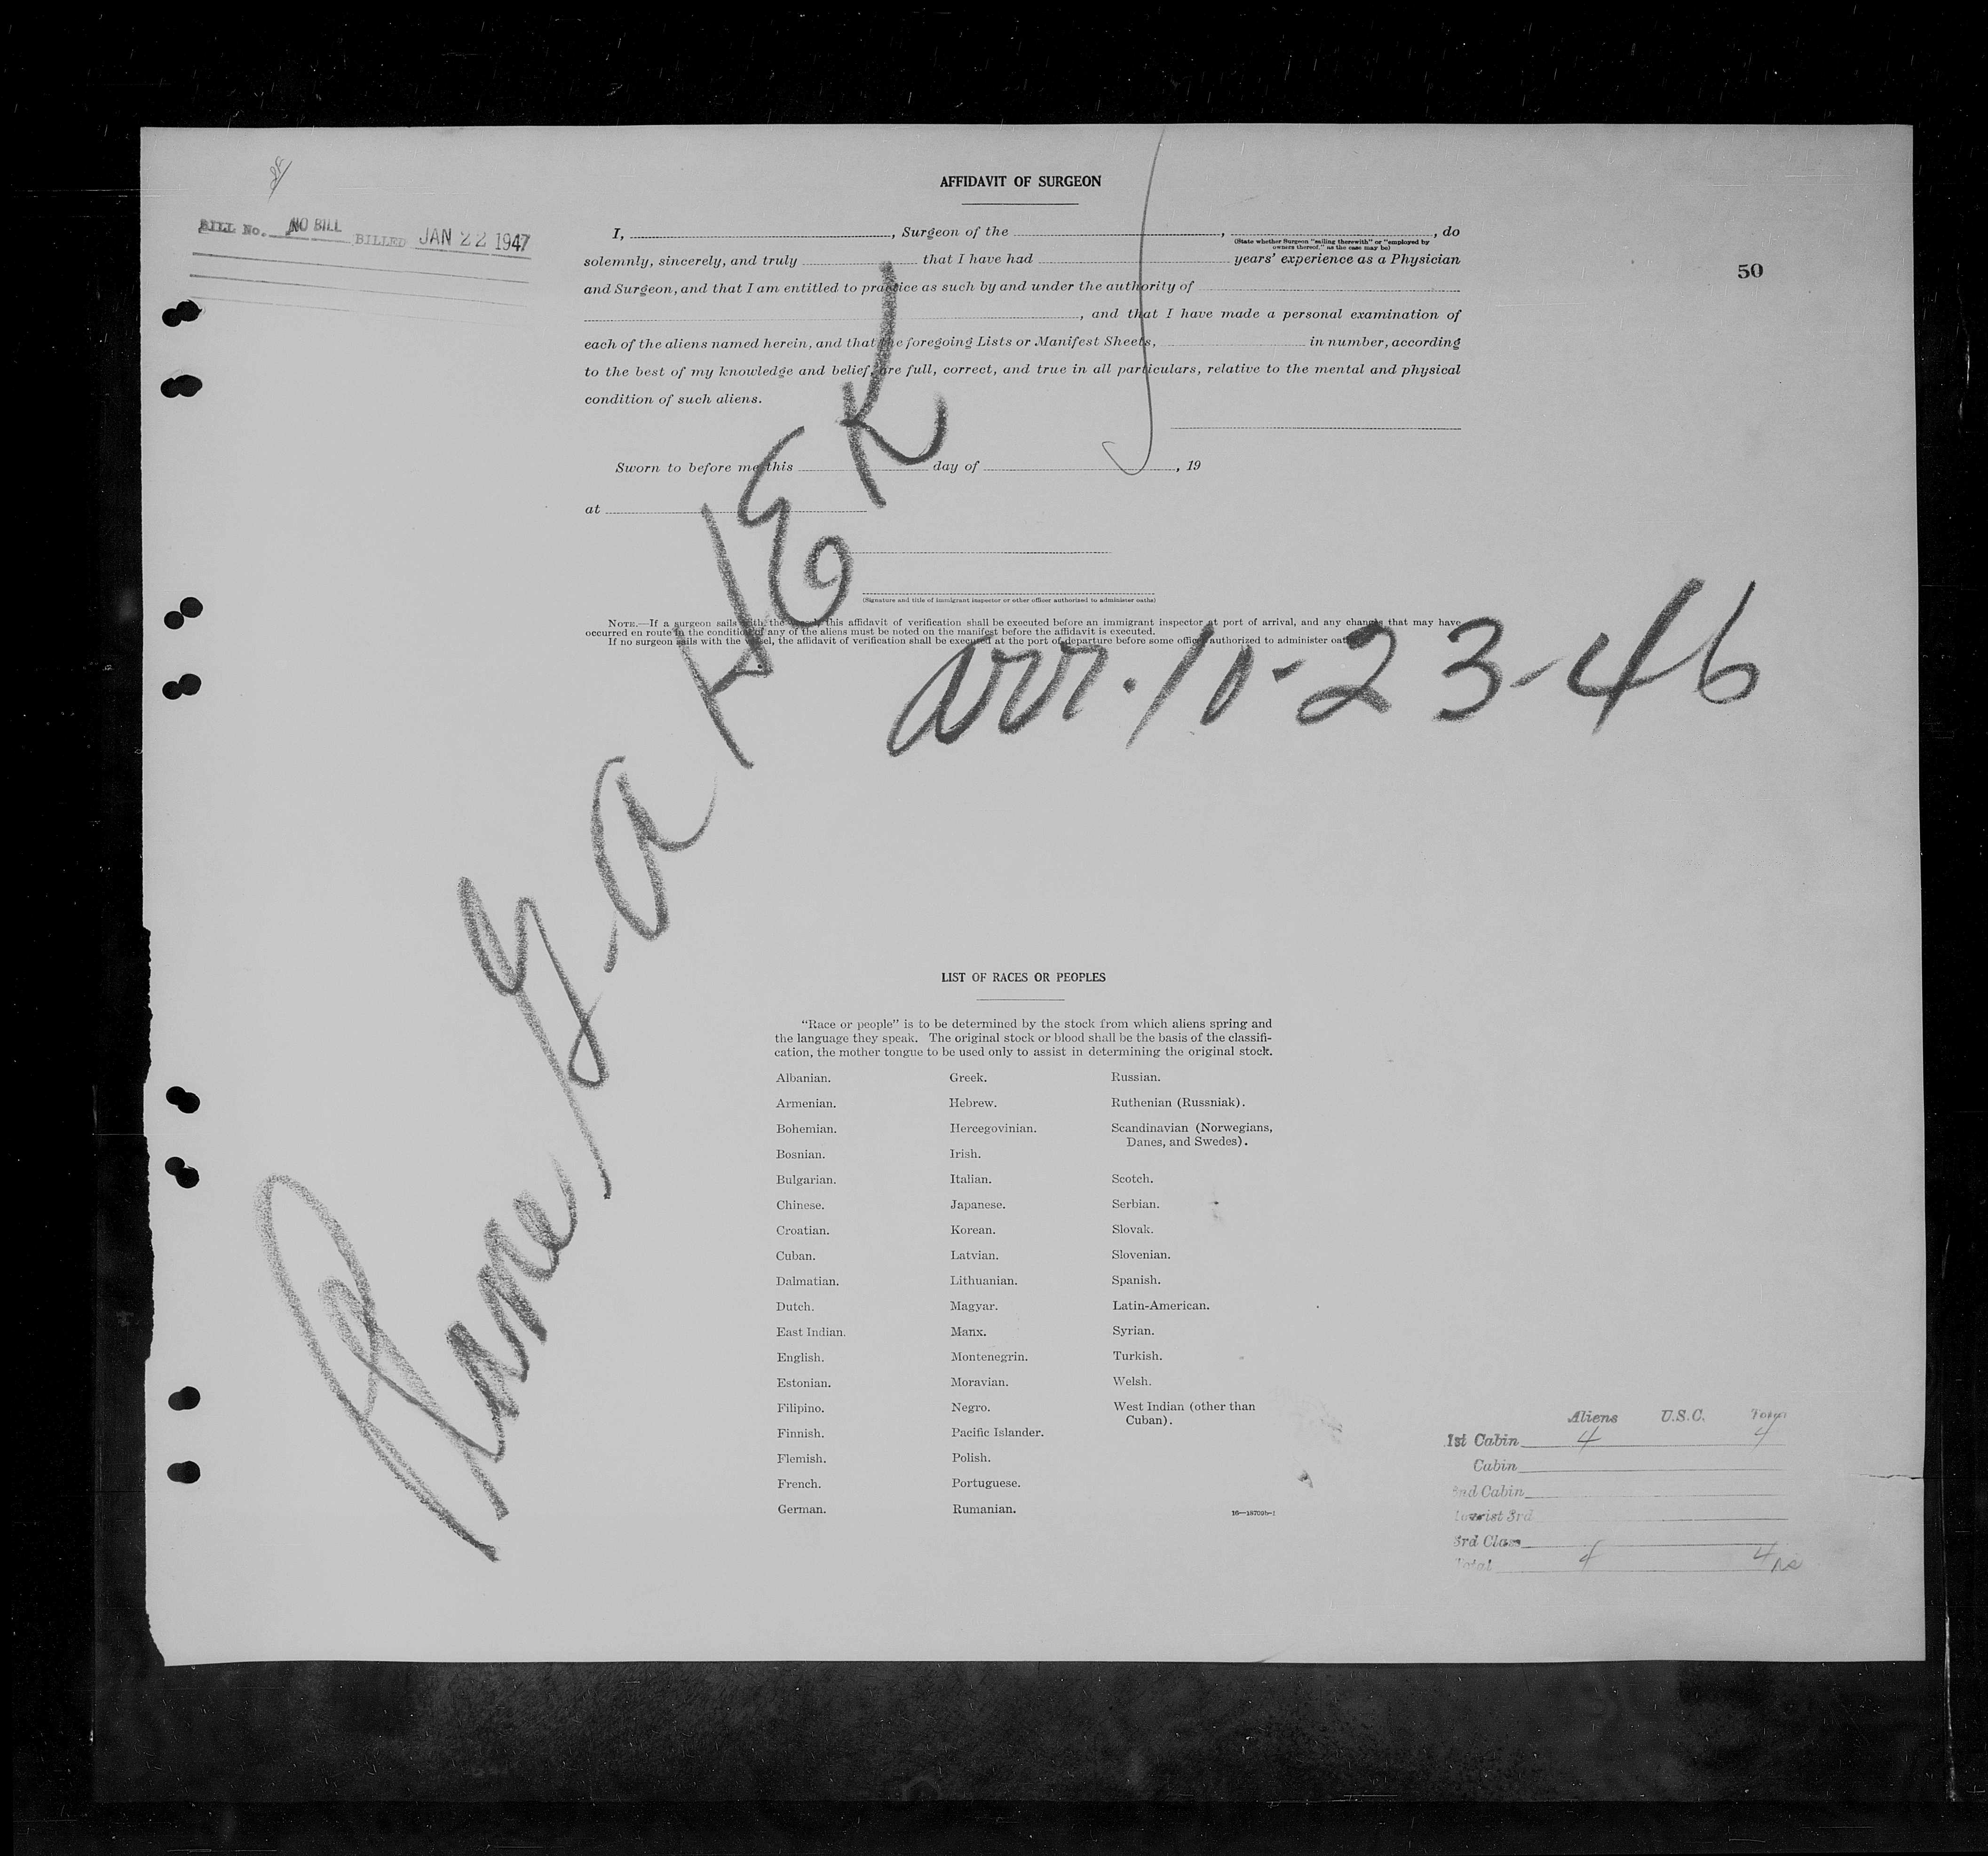 AFFIDAVIT OF SURGEON
BILL No. NO BILL BILLED JAN 22 1947
50
I, , Surgeon of the , , do
(State whether Surgeon "sailing therewith" or "employed by
owners thereof," as the case may be)
solemnly, sincerely, and truly that I have had years' experience as a Physician
and Surgeon, and that I am entitled to practice as such by and under the authority of
, and that I have made a personal examination of
each of the aliens named herein, and that the foregoing Lists or Manifest Sheets, in number, according
to the best of my knowledge and belief, are full, correct, and true in all particulars, relative to the mental and physical
condition of such aliens.
Sworn to before me this day of , 19
at
(Signature and title of immigrant inspector or other officer authorized to administer oaths)
NOTE.—If a surgeon sails with the vessel, this affidavit of verification shall be executed before an immigrant inspector at port of arrival, and any changes that may have
occurred en route in the condition of any of the aliens must be noted on the manifest before the affidavit is executed.
If no surgeon sails with the vessel, the affidavit of verification shall be executed at the port of departure before some officer authorized to administer oaths.
Plane G-aHEK
arr. 10-23-46
LIST OF RACES OR PEOPLES
"Race or people" is to be determined by the stock from which aliens spring and
the language they speak. The original stock or blood shall be the basis of the classifi-
cation, the mother tongue to be used only to assist in determining the original stock.
Albanian. Greek. Russian.
Armenian. Hebrew. Ruthenian (Russniak).
Bohemian. Hercegovinian. Scandinavian (Norwegians,
Danes, and Swedes).
Bosnian. Irish.
Bulgarian. Italian. Scotch.
Chinese. Japanese. Serbian.
Croatian. Korean. Slovak.
Cuban. Latvian. Slovenian.
Dalmatian. Lithuanian. Spanish.
Dutch. Magyar. Latin-American.
East Indian. Manx. Syrian.
English. Montenegrin. Turkish.
Estonian. Moravian. Welsh.
Filipino. Negro. West Indian (other than
Cuban).
Finnish. Pacific Islander.
Flemish. Polish.
French. Portuguese.
German. Rumanian.
16—18709b-1
Aliens U.S.C. Total
1st Cabin 4 4
Cabin
2nd Cabin
Tourist 3rd
3rd Class
Total 4 4